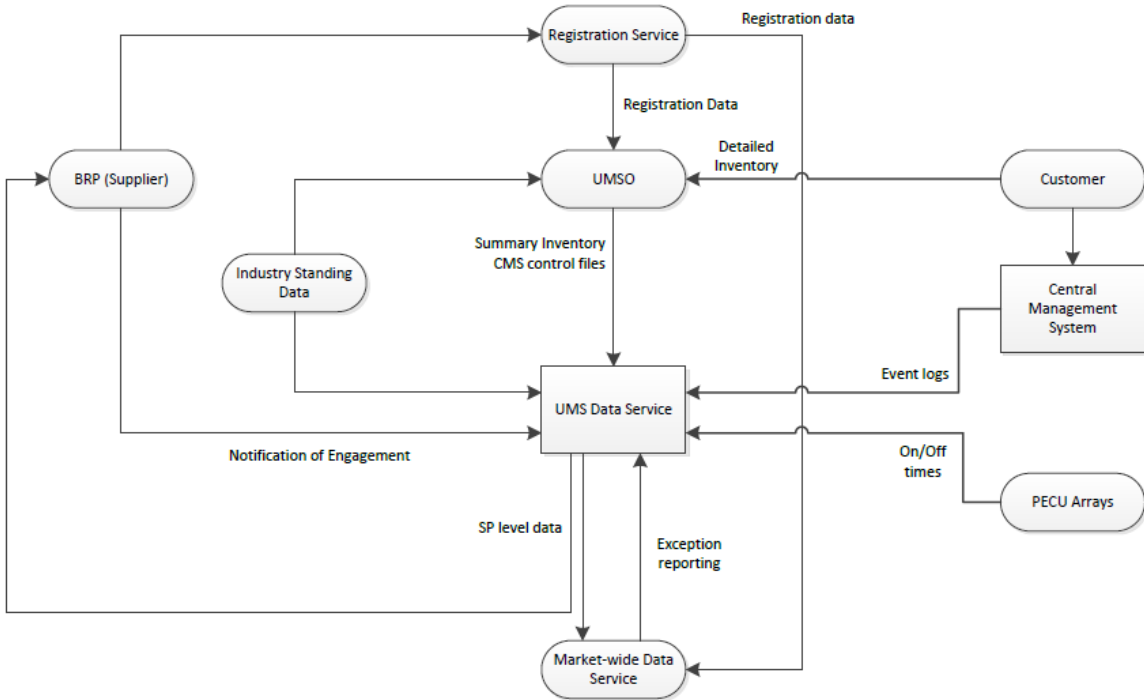 Registration data
Registration Service
Registration Data
Detailed
Inventory
BRP (Supplier)
UMSO
Customer
Summary Inventory
CMS control files
Industry Standing
Data
Central
Management
System
Event logs
UMS Data Service
Notification of Engagement
On/Off
times
PECU Arrays
SP level data
Exception
reporting
Market-wide Data
Service